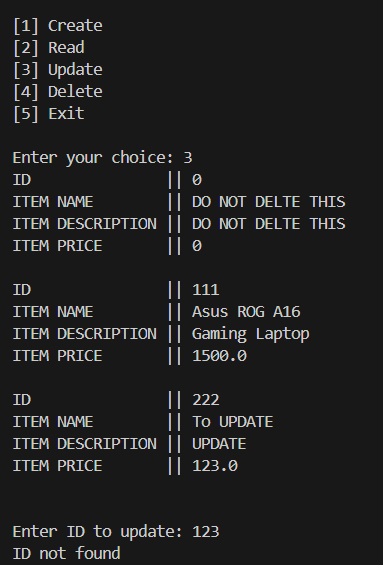 [1] Create
[2] Read
[3] Update
[4] Delete
[5] Exit
Enter your choice: 3
ID || 0
ITEM NAME || DO NOT DELTE THIS
ITEM DESCRIPTION || DO NOT DELTE THIS
ITEM PRICE || 0
ID || 111
ITEM NAME || Asus ROG A16
ITEM DESCRIPTION || Gaming Laptop
ITEM PRICE || 1500.0
ID || 222
ITEM NAME || To UPDATE
ITEM DESCRIPTION || UPDATE
ITEM PRICE || 123.0
Enter ID to update: 123
ID not found